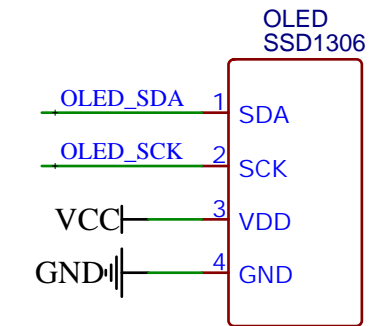 OLED
SSD1306
OLED_SDA 1 SDA
OLED_SCK 2 SCK
VCC 3 VDD
GND 4 GND